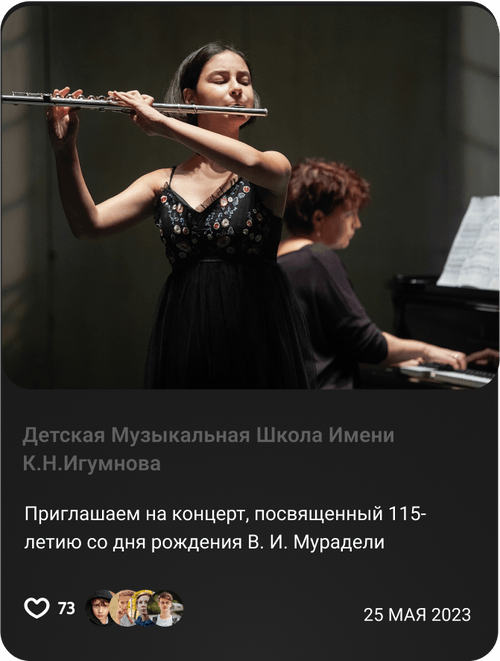 Детская Музыкальная Школа Имени
К.Н.Игумнова
Приглашаем на концерт, посвященный 115-
летию со дня рождения В. И. Мурадели
73
25 МАЯ 2023